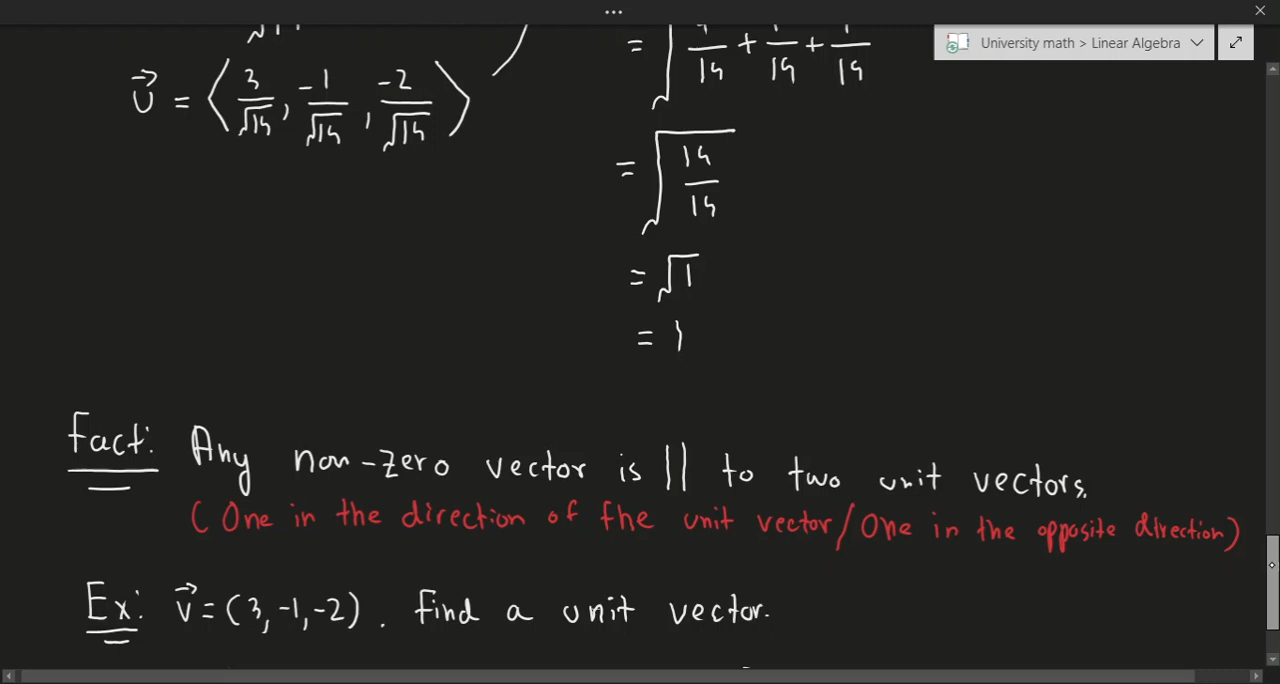 ...
University math > Linear Algebra
v⃗ = ⟨3/√14, -1/√14, -2/√14⟩
= √(14/14)
= √1
= 1
Fact: Any non-zero vector is || to two unit vectors.
(One in the direction of the unit vector/One in the opposite direction)
Ex: v⃗ = (3, -1, -2). Find a unit vector.